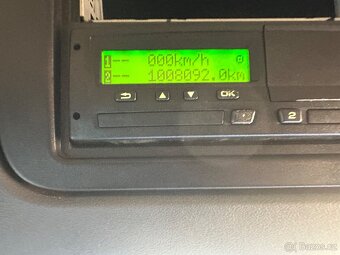 1 -- 000km/h
2 -- 1008092.0km
OK
2
© Bazos.cz